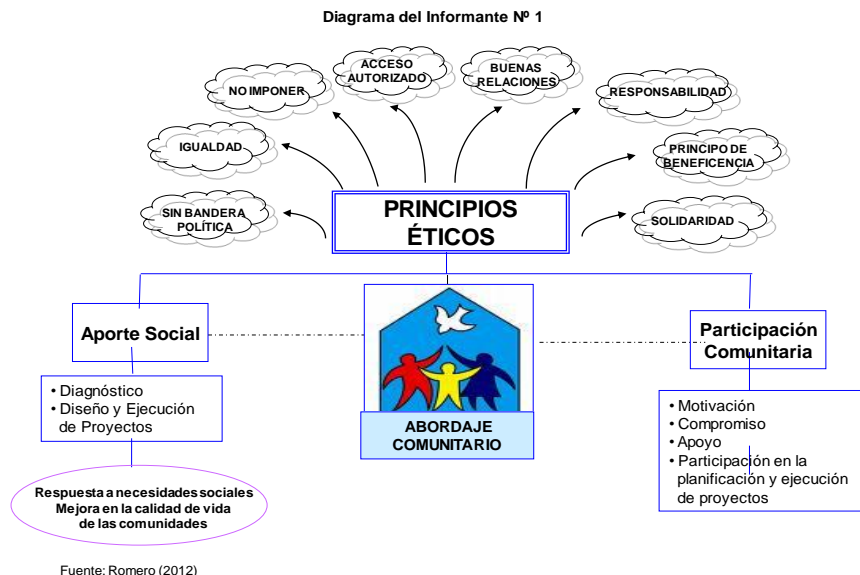 Diagrama del Informante Nº 1
ACCESO
AUTORIZADO
BUENAS
RELACIONES
NO IMPONER
RESPONSABILIDAD
IGUALDAD
PRINCIPO DE
BENEFICENCIA
SIN BANDERA
POLÍTICA
SOLIDARIDAD
PRINCIPIOS
ÉTICOS
Aporte Social
Participación
Comunitaria
• Diagnóstico
• Diseño y Ejecución
de Proyectos
ABORDAJE
COMUNITARIO
• Motivación
• Compromiso
• Apoyo
• Participación en la
planificación y ejecución
de proyectos
Respuesta a necesidades sociales
Mejora en la calidad de vida
de las comunidades
Fuente: Romero (2012)